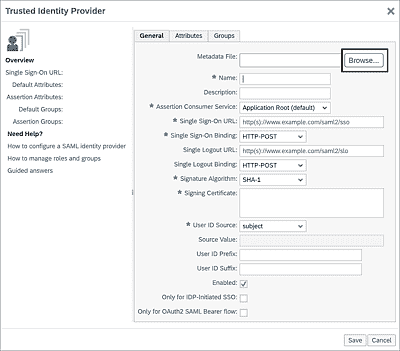 Trusted Identity Provider
Overview
Single Sign-On URL:
Default Attributes:
Assertion Attributes:
Default Groups:
Assertion Groups:
Need Help?
How to configure a SAML identity provider
How to manage roles and groups
Guided answers
General
Attributes
Groups
Metadata File:
Browse...
* Name:
Description:
* Assertion Consumer Service: Application Root (default)
* Single Sign-On URL: http(s)://www.example.com/saml2/sso
* Single Sign-On Binding: HTTP-POST
Single Logout URL: http(s)://www.example.com/saml2/slo
Single Logout Binding: HTTP-POST
* Signature Algorithm: SHA-1
* Signing Certificate:
* User ID Source: subject
Source Value:
User ID Prefix:
User ID Suffix:
Enabled:
Only for IDP-Initiated SSO:
Only for OAuth2 SAML Bearer flow:
Save
Cancel